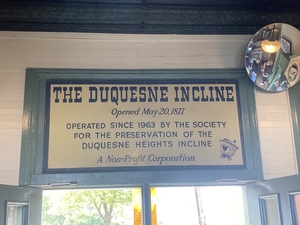 THE DUQUESNE INCLINE
Opened May 20, 1877
OPERATED SINCE 1963 BY THE SOCIETY
FOR THE PRESERVATION OF THE
DUQUESNE HEIGHTS INCLINE
A Non-Profit Corporation